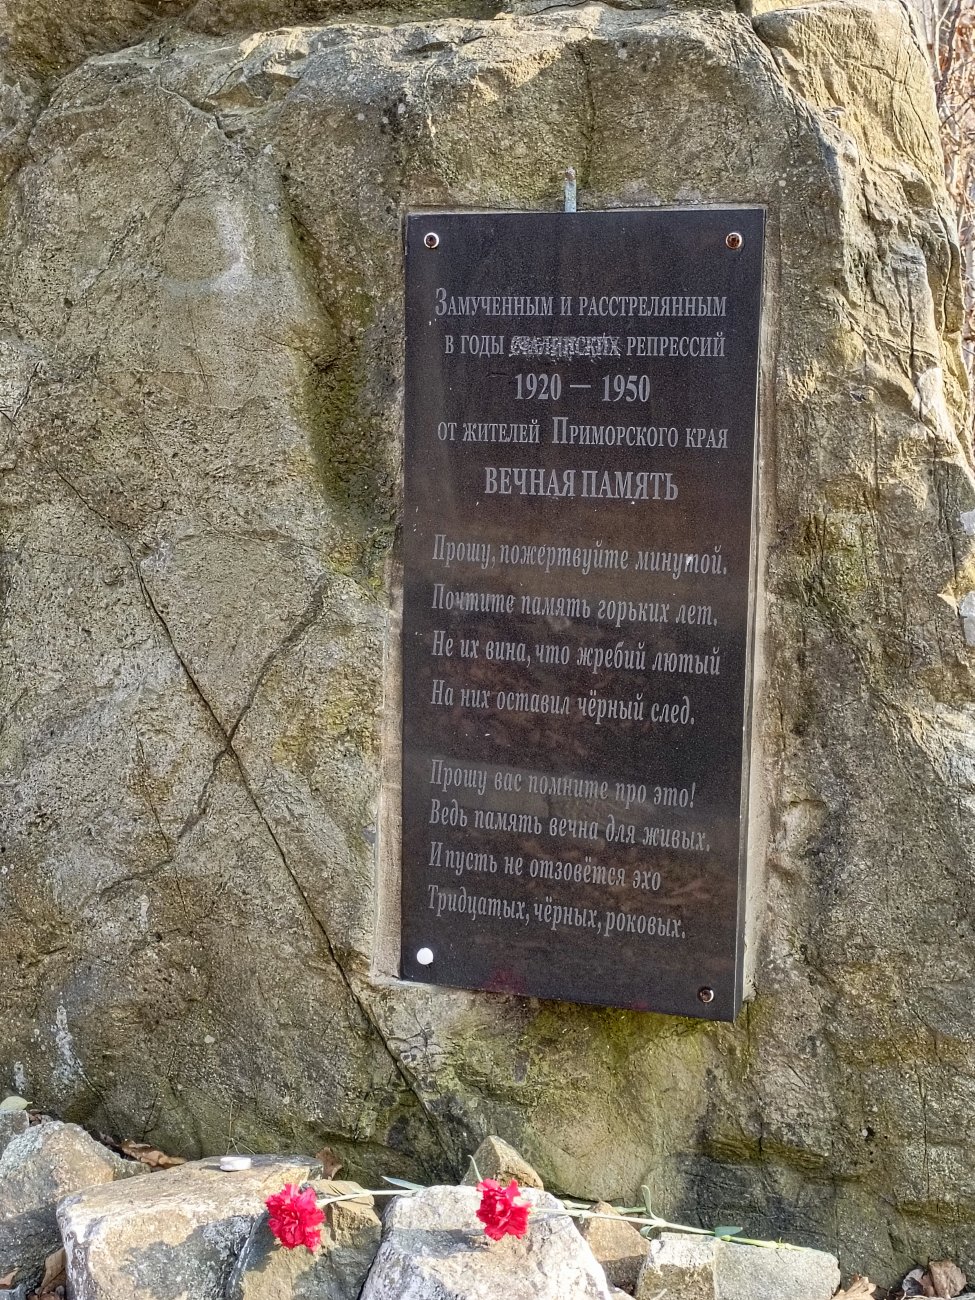 Замученным и расстрелянным
в годы репрессий
1920 — 1950
от жителей Приморского края
ВЕЧНАЯ ПАМЯТЬ
Прошу, пожертвуйте минутой.
Почтите память горьких лет.
Не их вина, что жребий лютый
На них оставил чёрный след.
Прошу вас помните про это!
Ведь память вечна для живых.
И пусть не отзовётся эхо
Тридцатых, чёрных, роковых.